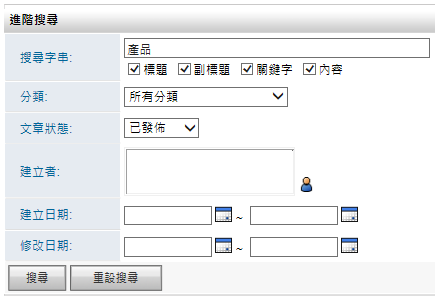 進階搜尋
搜尋字串: 產品
標題 副標題 關鍵字 內容
分類: 所有分類
文章狀態: 已發佈
建立者:
建立日期: ~
修改日期: ~
搜尋 重設搜尋